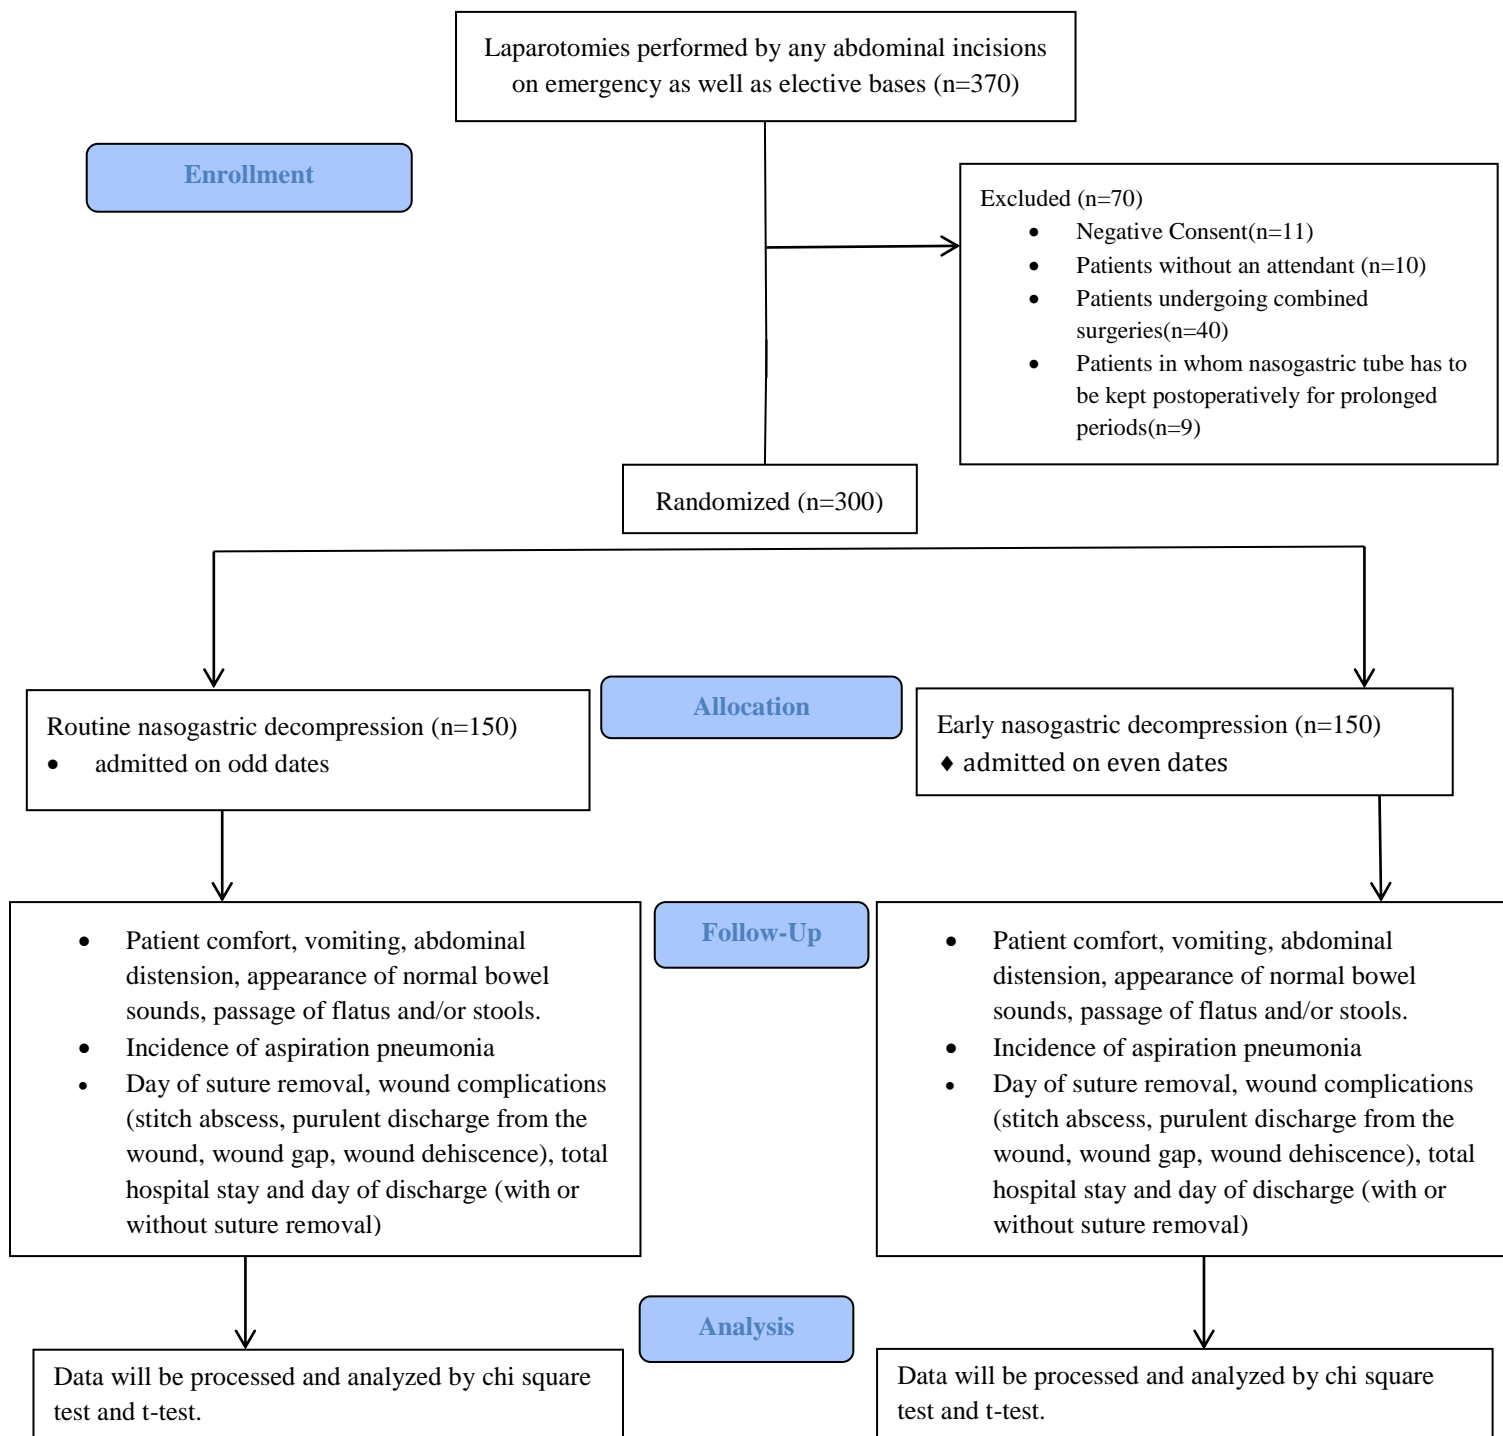 Laparotomies performed by any abdominal incisions
on emergency as well as elective bases (n=370)
Enrollment
Excluded (n=70)
• Negative Consent(n=11)
• Patients without an attendant (n=10)
• Patients undergoing combined
surgeries(n=40)
• Patients in whom nasogastric tube has to
be kept postoperatively for prolonged
periods(n=9)
Randomized (n=300)
Allocation
Routine nasogastric decompression (n=150)
• admitted on odd dates
Early nasogastric decompression (n=150)
♦ admitted on even dates
Follow-Up
• Patient comfort, vomiting, abdominal
distension, appearance of normal bowel
sounds, passage of flatus and/or stools.
• Incidence of aspiration pneumonia
• Day of suture removal, wound complications
(stitch abscess, purulent discharge from the
wound, wound gap, wound dehiscence), total
hospital stay and day of discharge (with or
without suture removal)
• Patient comfort, vomiting, abdominal
distension, appearance of normal bowel
sounds, passage of flatus and/or stools.
• Incidence of aspiration pneumonia
• Day of suture removal, wound complications
(stitch abscess, purulent discharge from the
wound, wound gap, wound dehiscence), total
hospital stay and day of discharge (with or
without suture removal)
Analysis
Data will be processed and analyzed by chi square
test and t-test.
Data will be processed and analyzed by chi square
test and t-test.